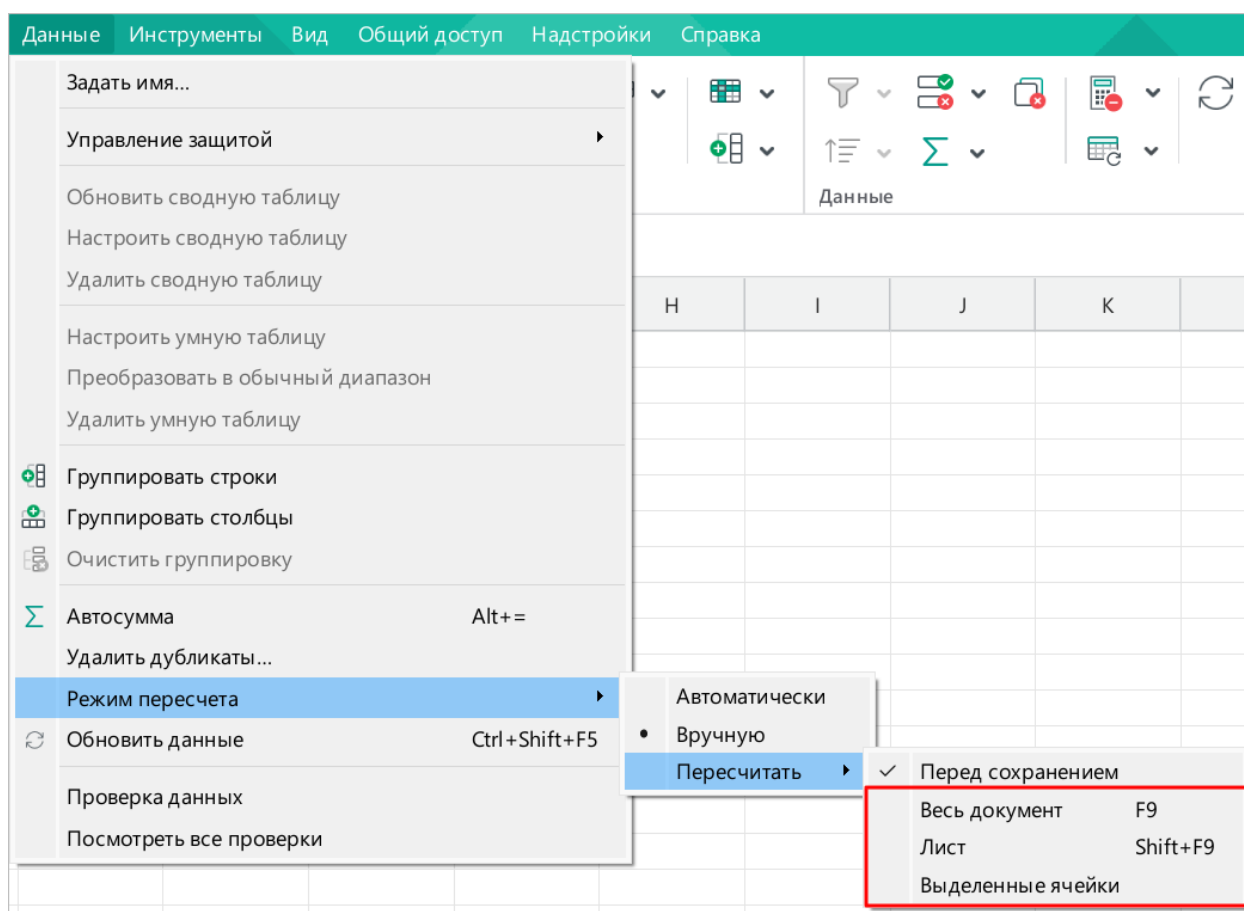 Данные Инструменты Вид Общий доступ Надстройки Справка
Задать имя...
Управление защитой
Обновить сводную таблицу
Настроить сводную таблицу
Удалить сводную таблицу
Настроить умную таблицу
Преобразовать в обычный диапазон
Удалить умную таблицу
Группировать строки
Группировать столбцы
Очистить группировку
Автосумма Alt+=
Удалить дубликаты...
Режим пересчета
Обновить данные Ctrl+Shift+F5
Проверка данных
Посмотреть все проверки
Данные
H I J K
Автоматически
Вручную
Пересчитать
Перед сохранением
Весь документ F9
Лист Shift+F9
Выделенные ячейки